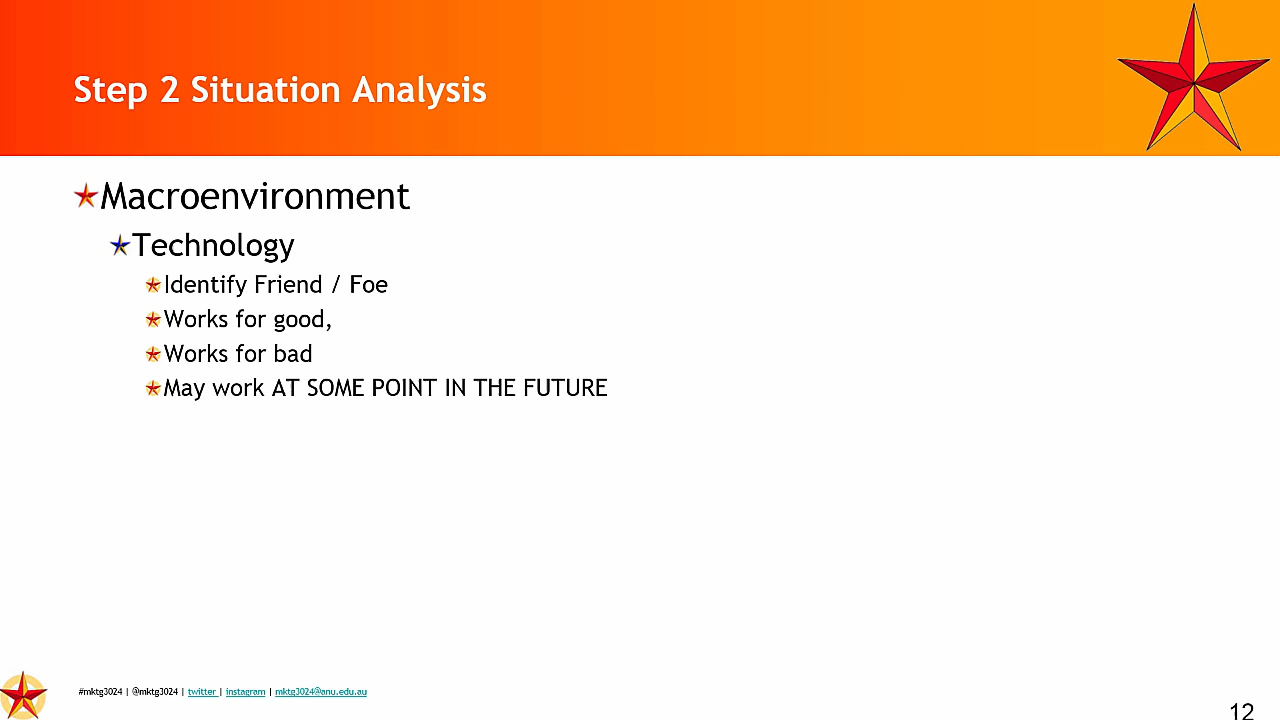 Step 2 Situation Analysis
Macroenvironment
Technology
Identify Friend / Foe
Works for good,
Works for bad
May work AT SOME POINT IN THE FUTURE
#mktg3024 | @mktg3024 | twitter | instagram | mktg3024@anu.edu.au
12